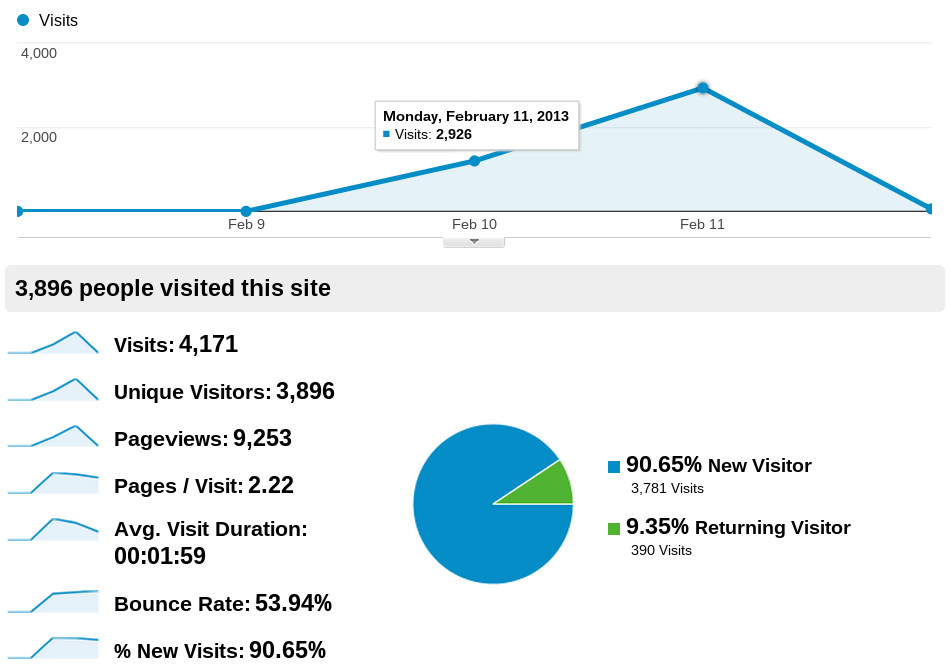 Visits
4,000
2,000
Monday, February 11, 2013
Visits: 2,926
Feb 9
Feb 10
Feb 11
3,896 people visited this site
Visits: 4,171
Unique Visitors: 3,896
Pageviews: 9,253
Pages / Visit: 2.22
Avg. Visit Duration:
00:01:59
Bounce Rate: 53.94%
% New Visits: 90.65%
90.65% New Visitor
3,781 Visits
9.35% Returning Visitor
390 Visits